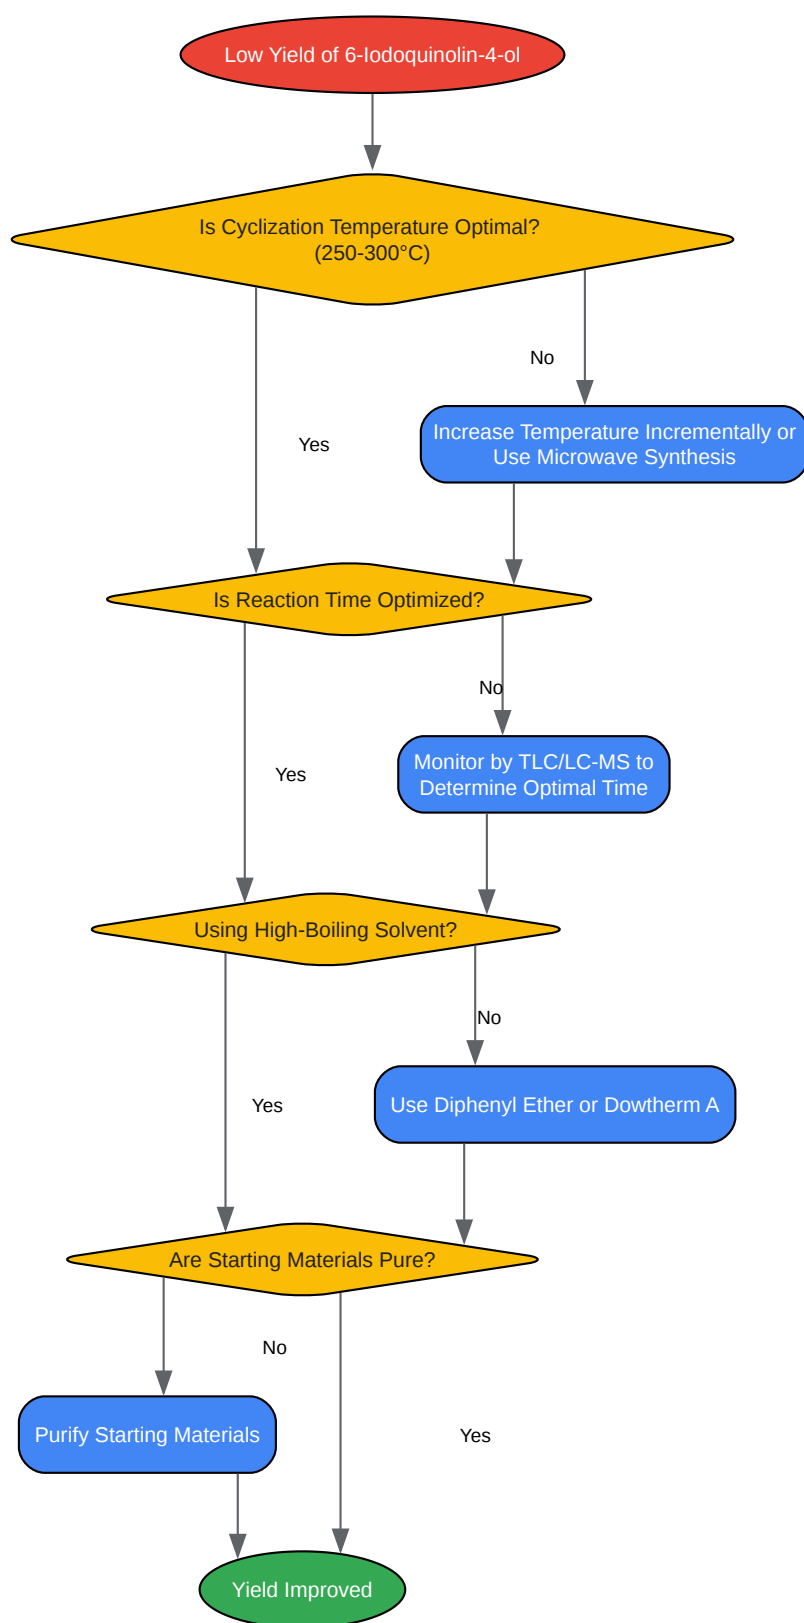 Low Yield of 6-Iodoquinolin-4-ol
Is Cyclization Temperature Optimal?
(250-300°C)
No
Increase Temperature Incrementally or
Use Microwave Synthesis
Yes
Is Reaction Time Optimized?
No
Monitor by TLC/LC-MS to
Determine Optimal Time
Yes
Using High-Boiling Solvent?
No
Use Diphenyl Ether or Dowtherm A
Yes
Are Starting Materials Pure?
No
Purify Starting Materials
Yes
Yield Improved